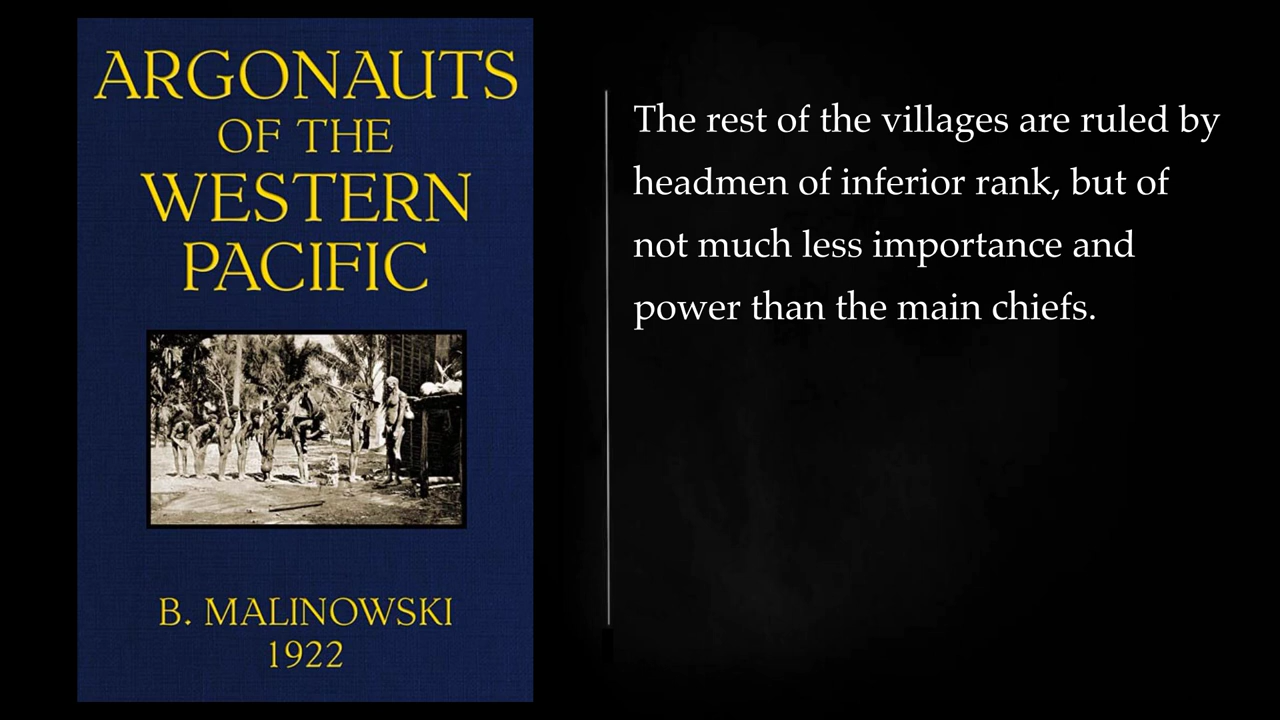 ARGONAUTS
OF THE
WESTERN
PACIFIC
B. MALINOWSKI
1922
The rest of the villages are ruled by
headmen of inferior rank, but of
not much less importance and
power than the main chiefs.